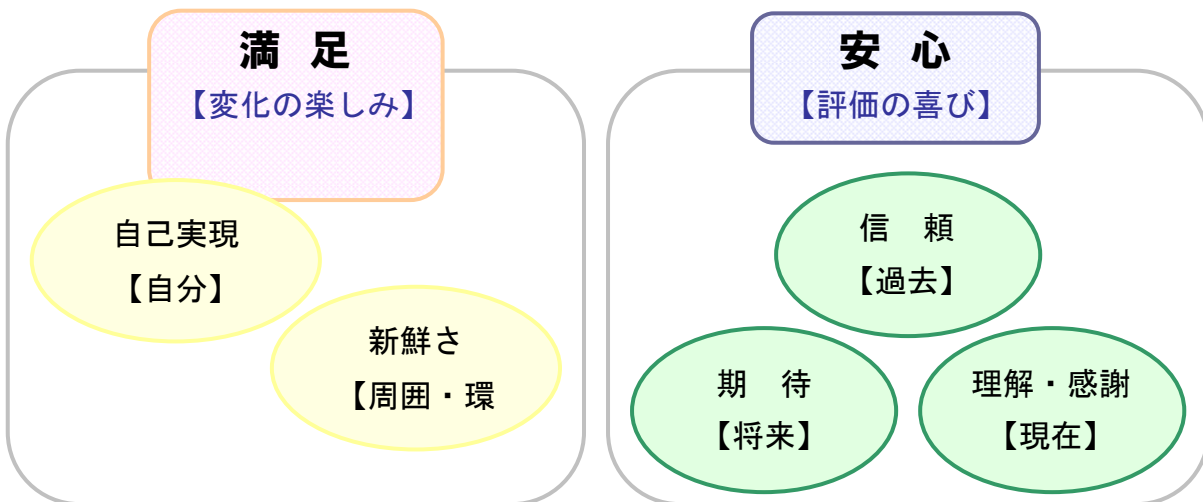 満 足
【変化の楽しみ】
自己実現
【自分】
新鮮さ
【周囲・環
安 心
【評価の喜び】
信 頼
【過去】
期 待
【将来】
理解・感謝
【現在】